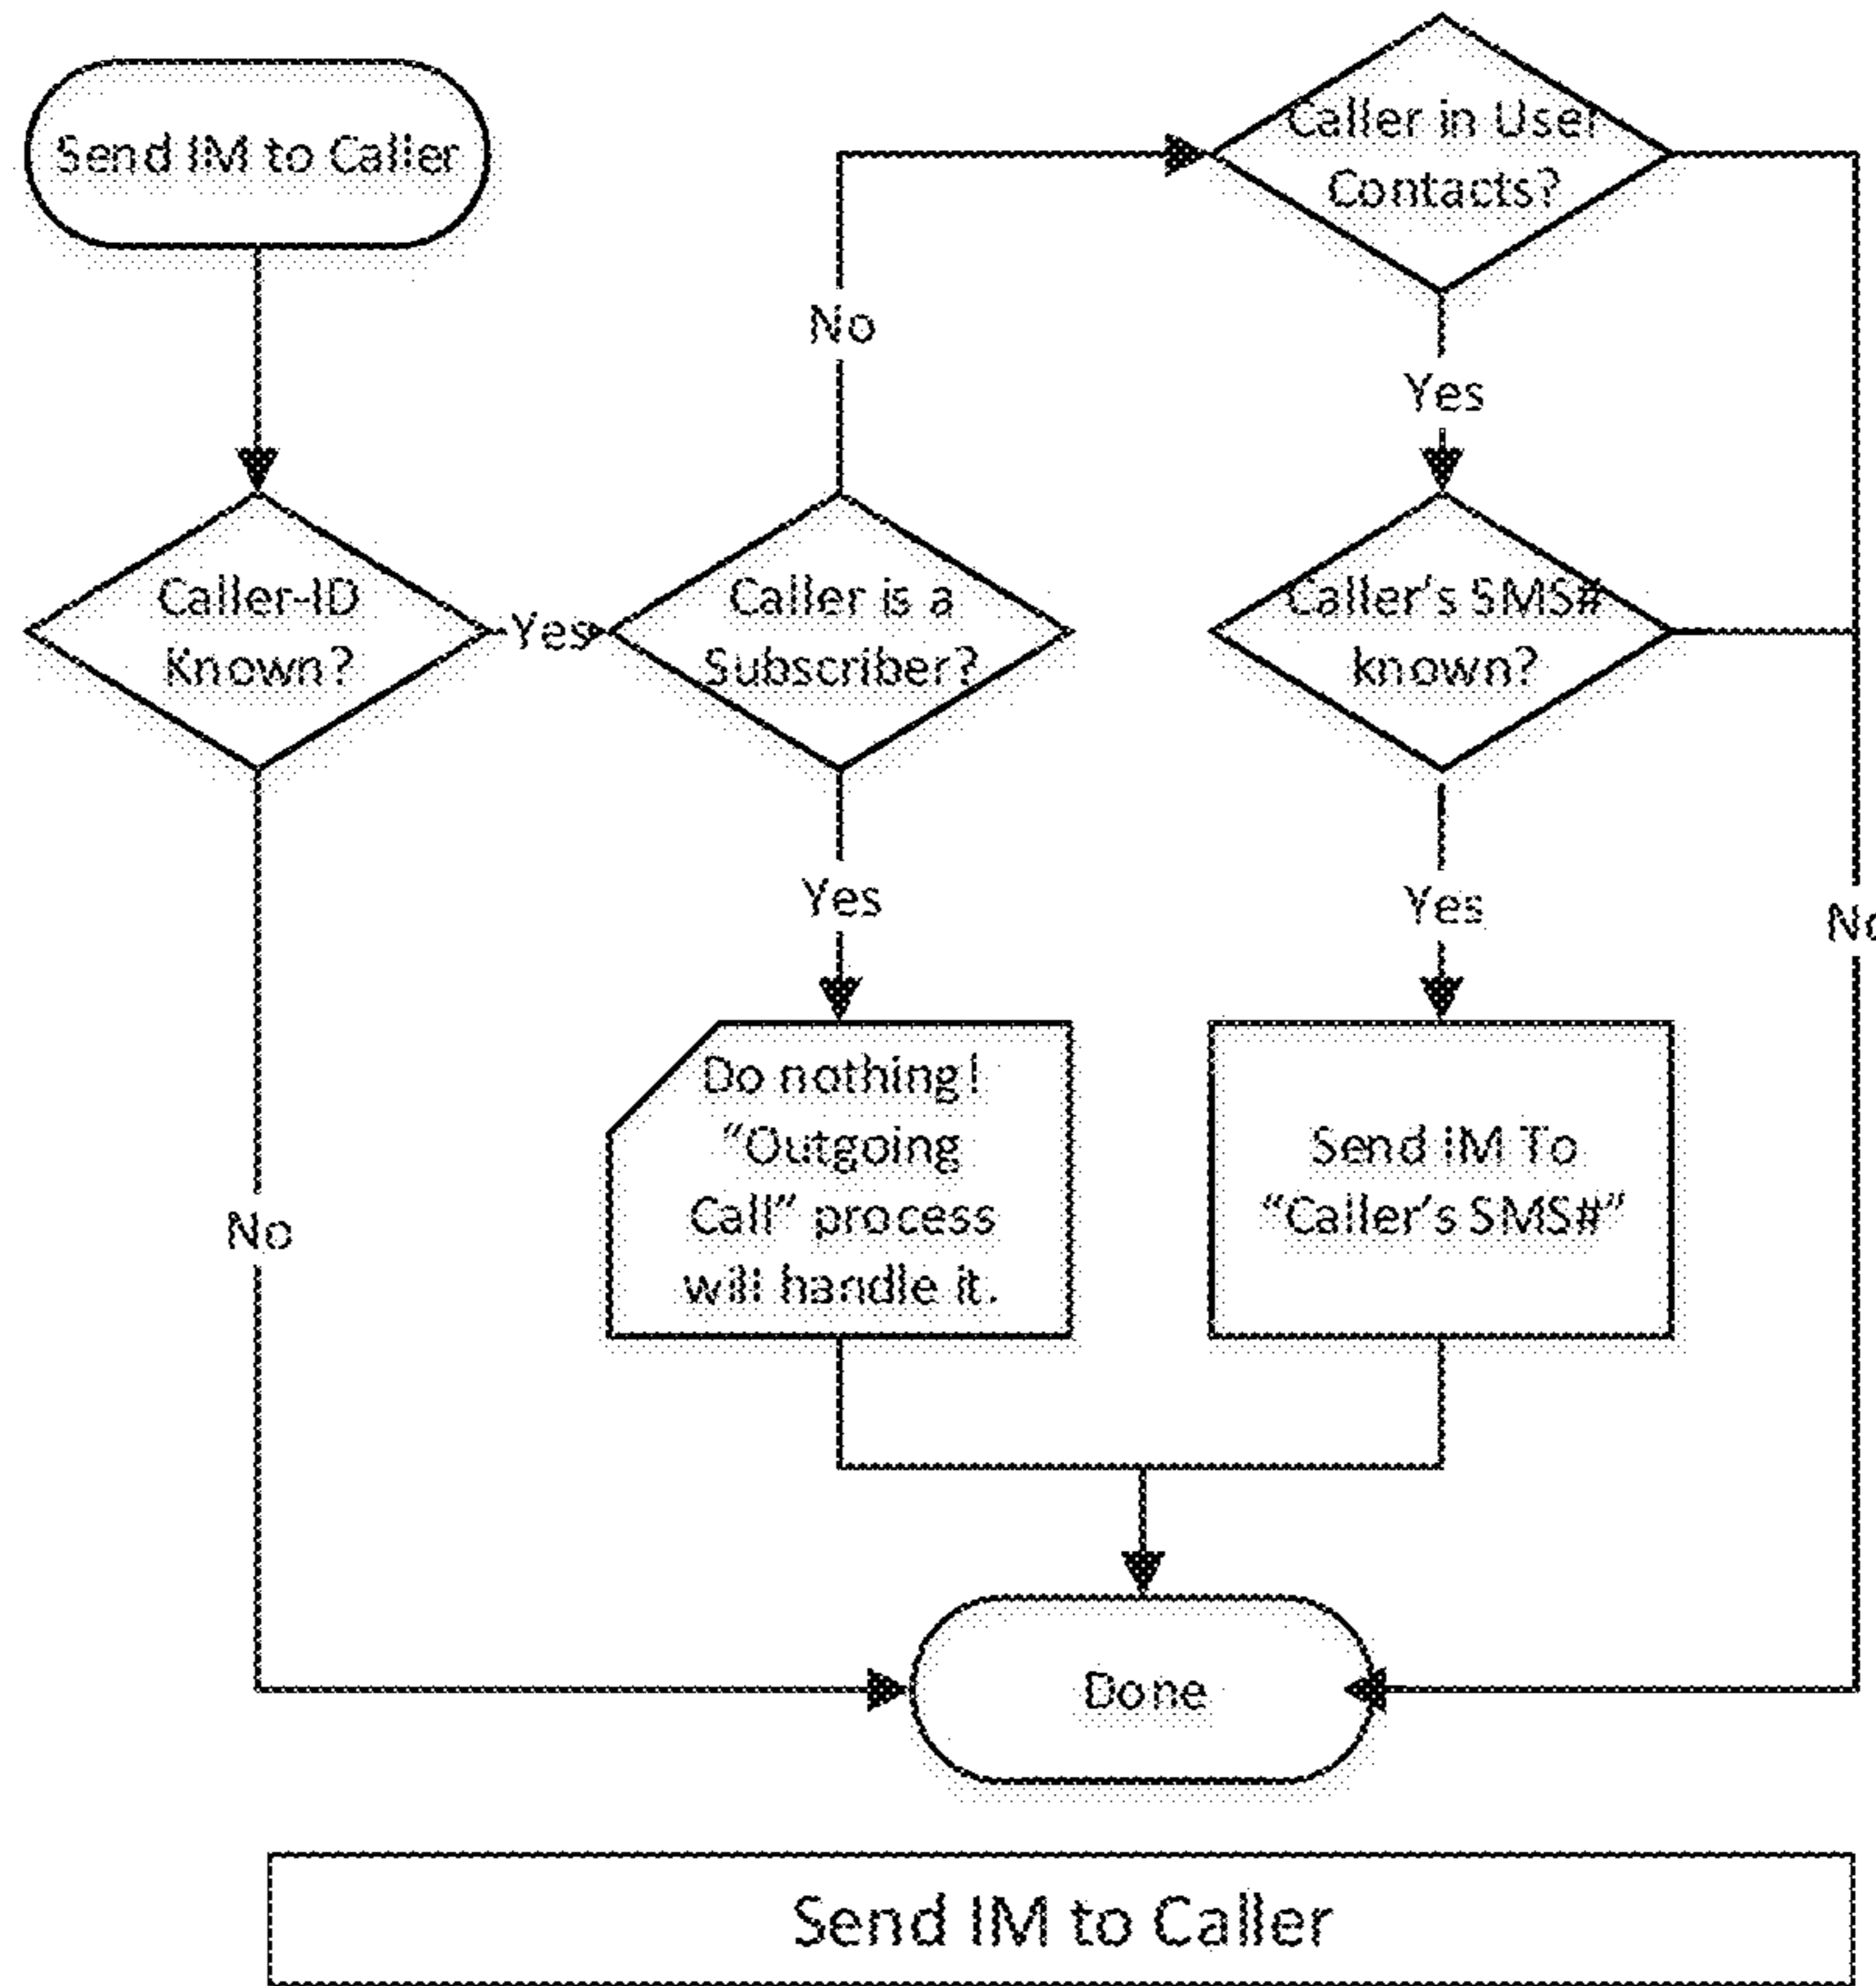 Send IM to Caller
Caller in User
Contacts?
No
Yes
Caller-ID
Known?
Yes
Caller is a
Subscriber?
Caller's SMS#
known?
Yes
Yes
No
Do nothing!
“Outgoing
Call” process
will handle it.
Send IM To
“Caller's SMS#”
No
Done
Send IM to Caller